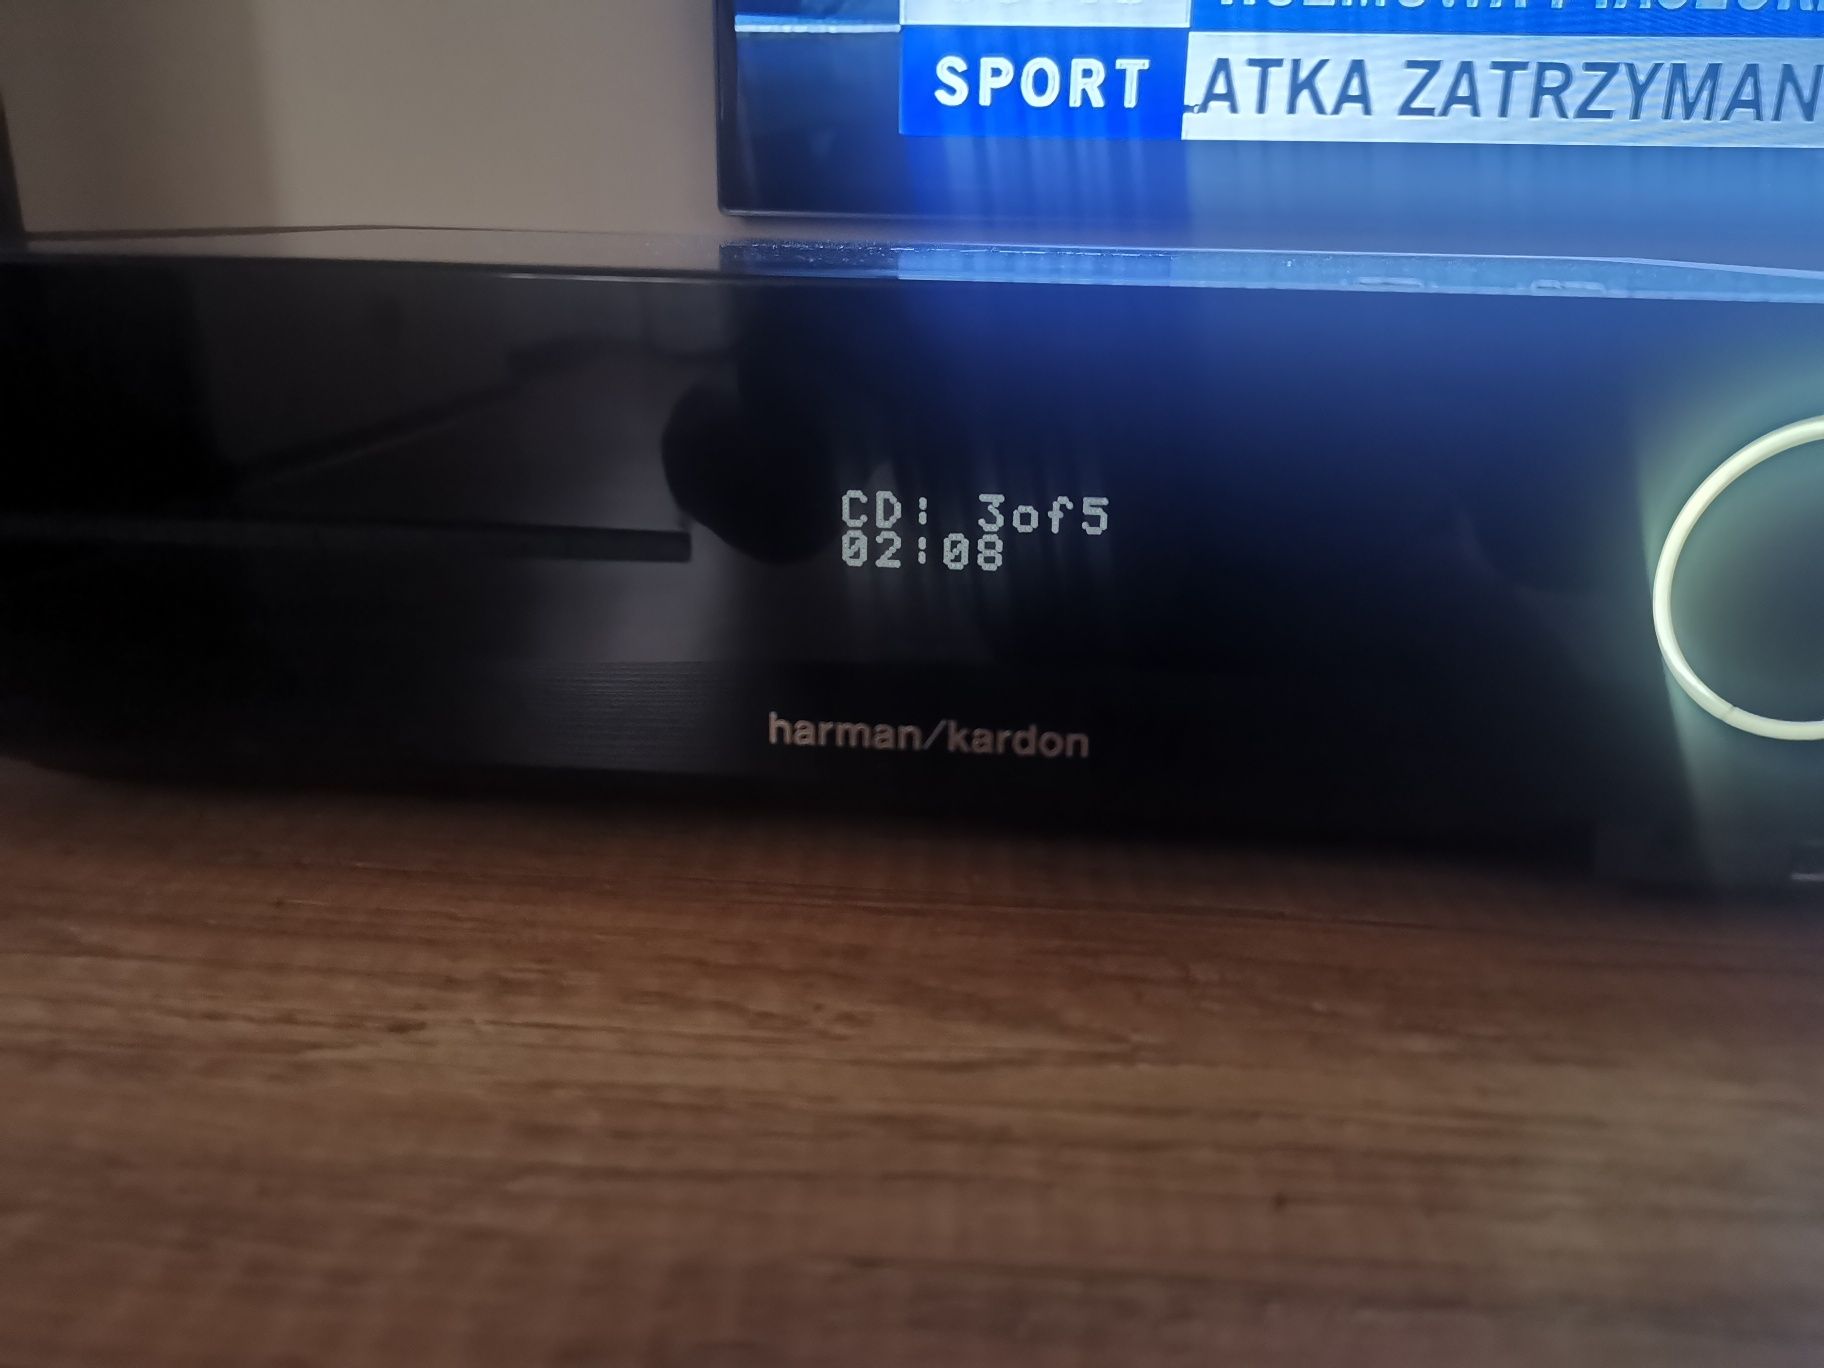 SPORT ATKA ZATRZYMAN
CD: 3of5
02:08
harman/kardon